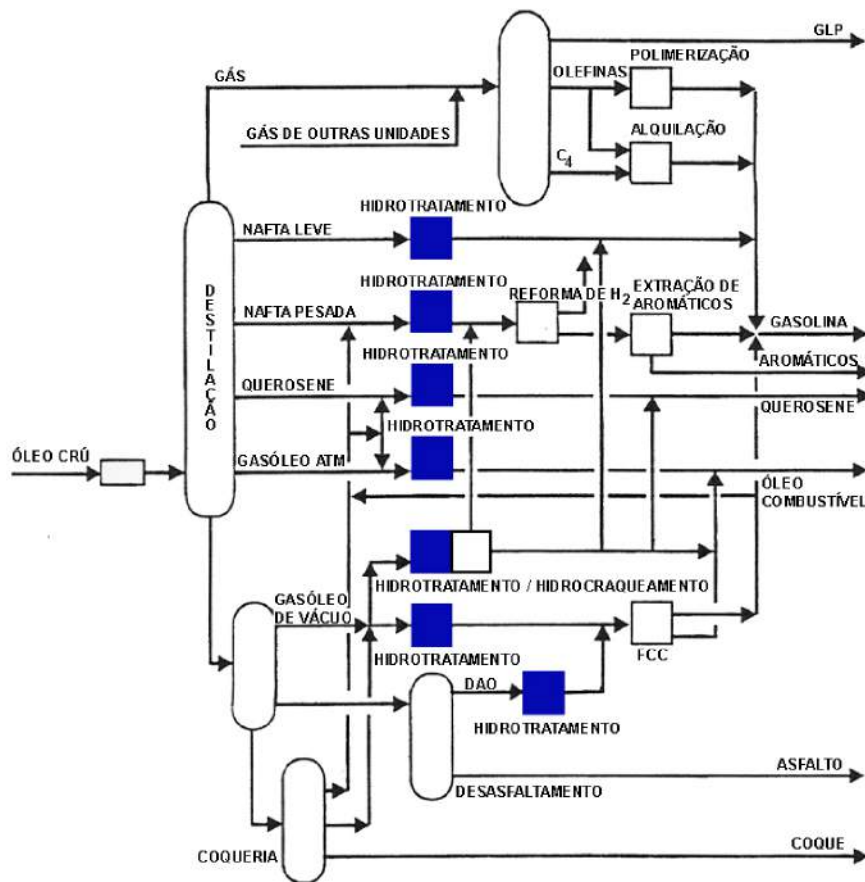 GLP
POLIMERIZAÇÃO
GÁS
OLEFINAS
GÁS DE OUTRAS UNIDADES
ALQUILAÇÃO
C4
HIDROTRATAMENTO
NAFTA LEVE
HIDROTRATAMENTO
REFORMA DE H2
EXTRAÇÃO DE
AROMÁTICOS
NAFTA PESADA
GASOLINA
DESTILAÇÃO
HIDROTRATAMENTO
AROMÁTICOS
QUEROSENE
QUEROSENE
HIDROTRATAMENTO
ÓLEO CRÚ
GASÓLEO ATM
ÓLEO
COMBUSTÍVEL
HIDROTRATAMENTO / HIDROCRAQUEAMENTO
GASÓLEO
DE VÁCUO
HIDROTRATAMENTO
FCC
DAO
HIDROTRATAMENTO
ASFALTO
DESASFALTAMENTO
COQUERIA
COQUE